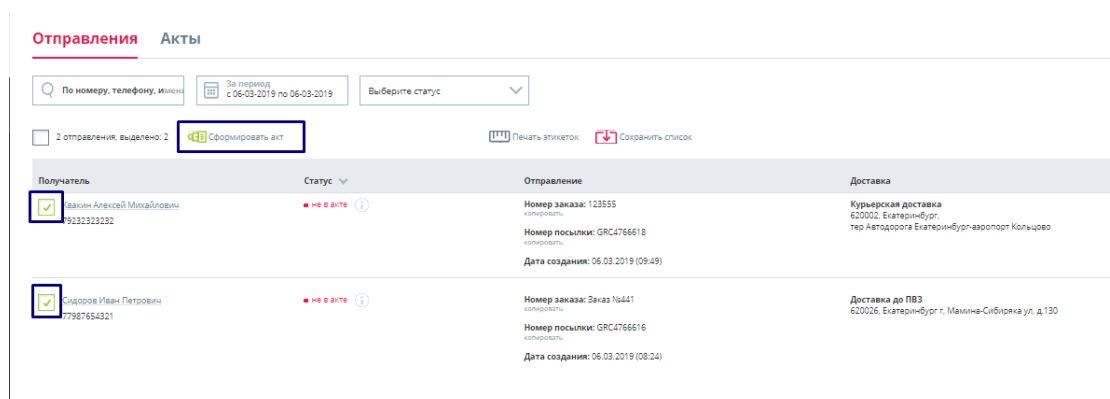 Отправления Акты
По номеру, телефону, имени
За период
с 06-03-2019 по 06-03-2019
Выберите статус
2 отправления, выделено: 2
Сформировать акт
Печать этикеток
Сохранить список
Получатель Статус Отправление Доставка
Квакин Алексей Михайлович
79232323232
не в акте
Номер заказа: 123555
копировать
Номер посылки: GRC4766618
копировать
Дата создания: 06.03.2019 (09:49)
Курьерская доставка
620002, Екатеринбург,
тер Автодорога Екатеринбург-аэропорт Кольцово
Сидоров Иван Петрович
77987654321
не в акте
Номер заказа: Заказ №441
копировать
Номер посылки: GRC4766616
копировать
Дата создания: 06.03.2019 (08:24)
Доставка до ПВЗ
620026, Екатеринбург г, Мамина-Сибиряка ул, д.130